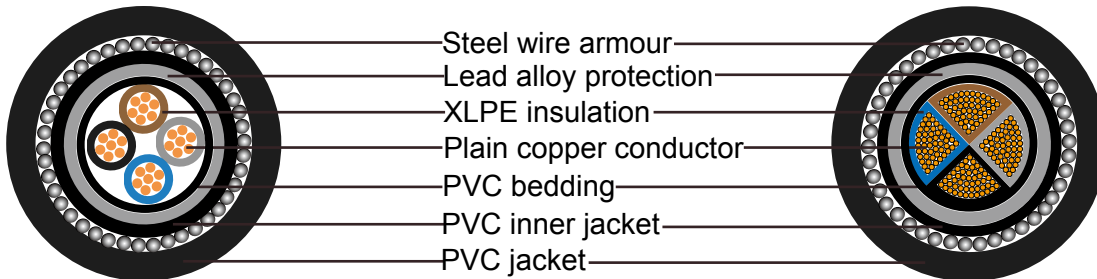 Steel wire armour
Lead alloy protection
XLPE insulation
Plain copper conductor
PVC bedding
PVC inner jacket
PVC jacket